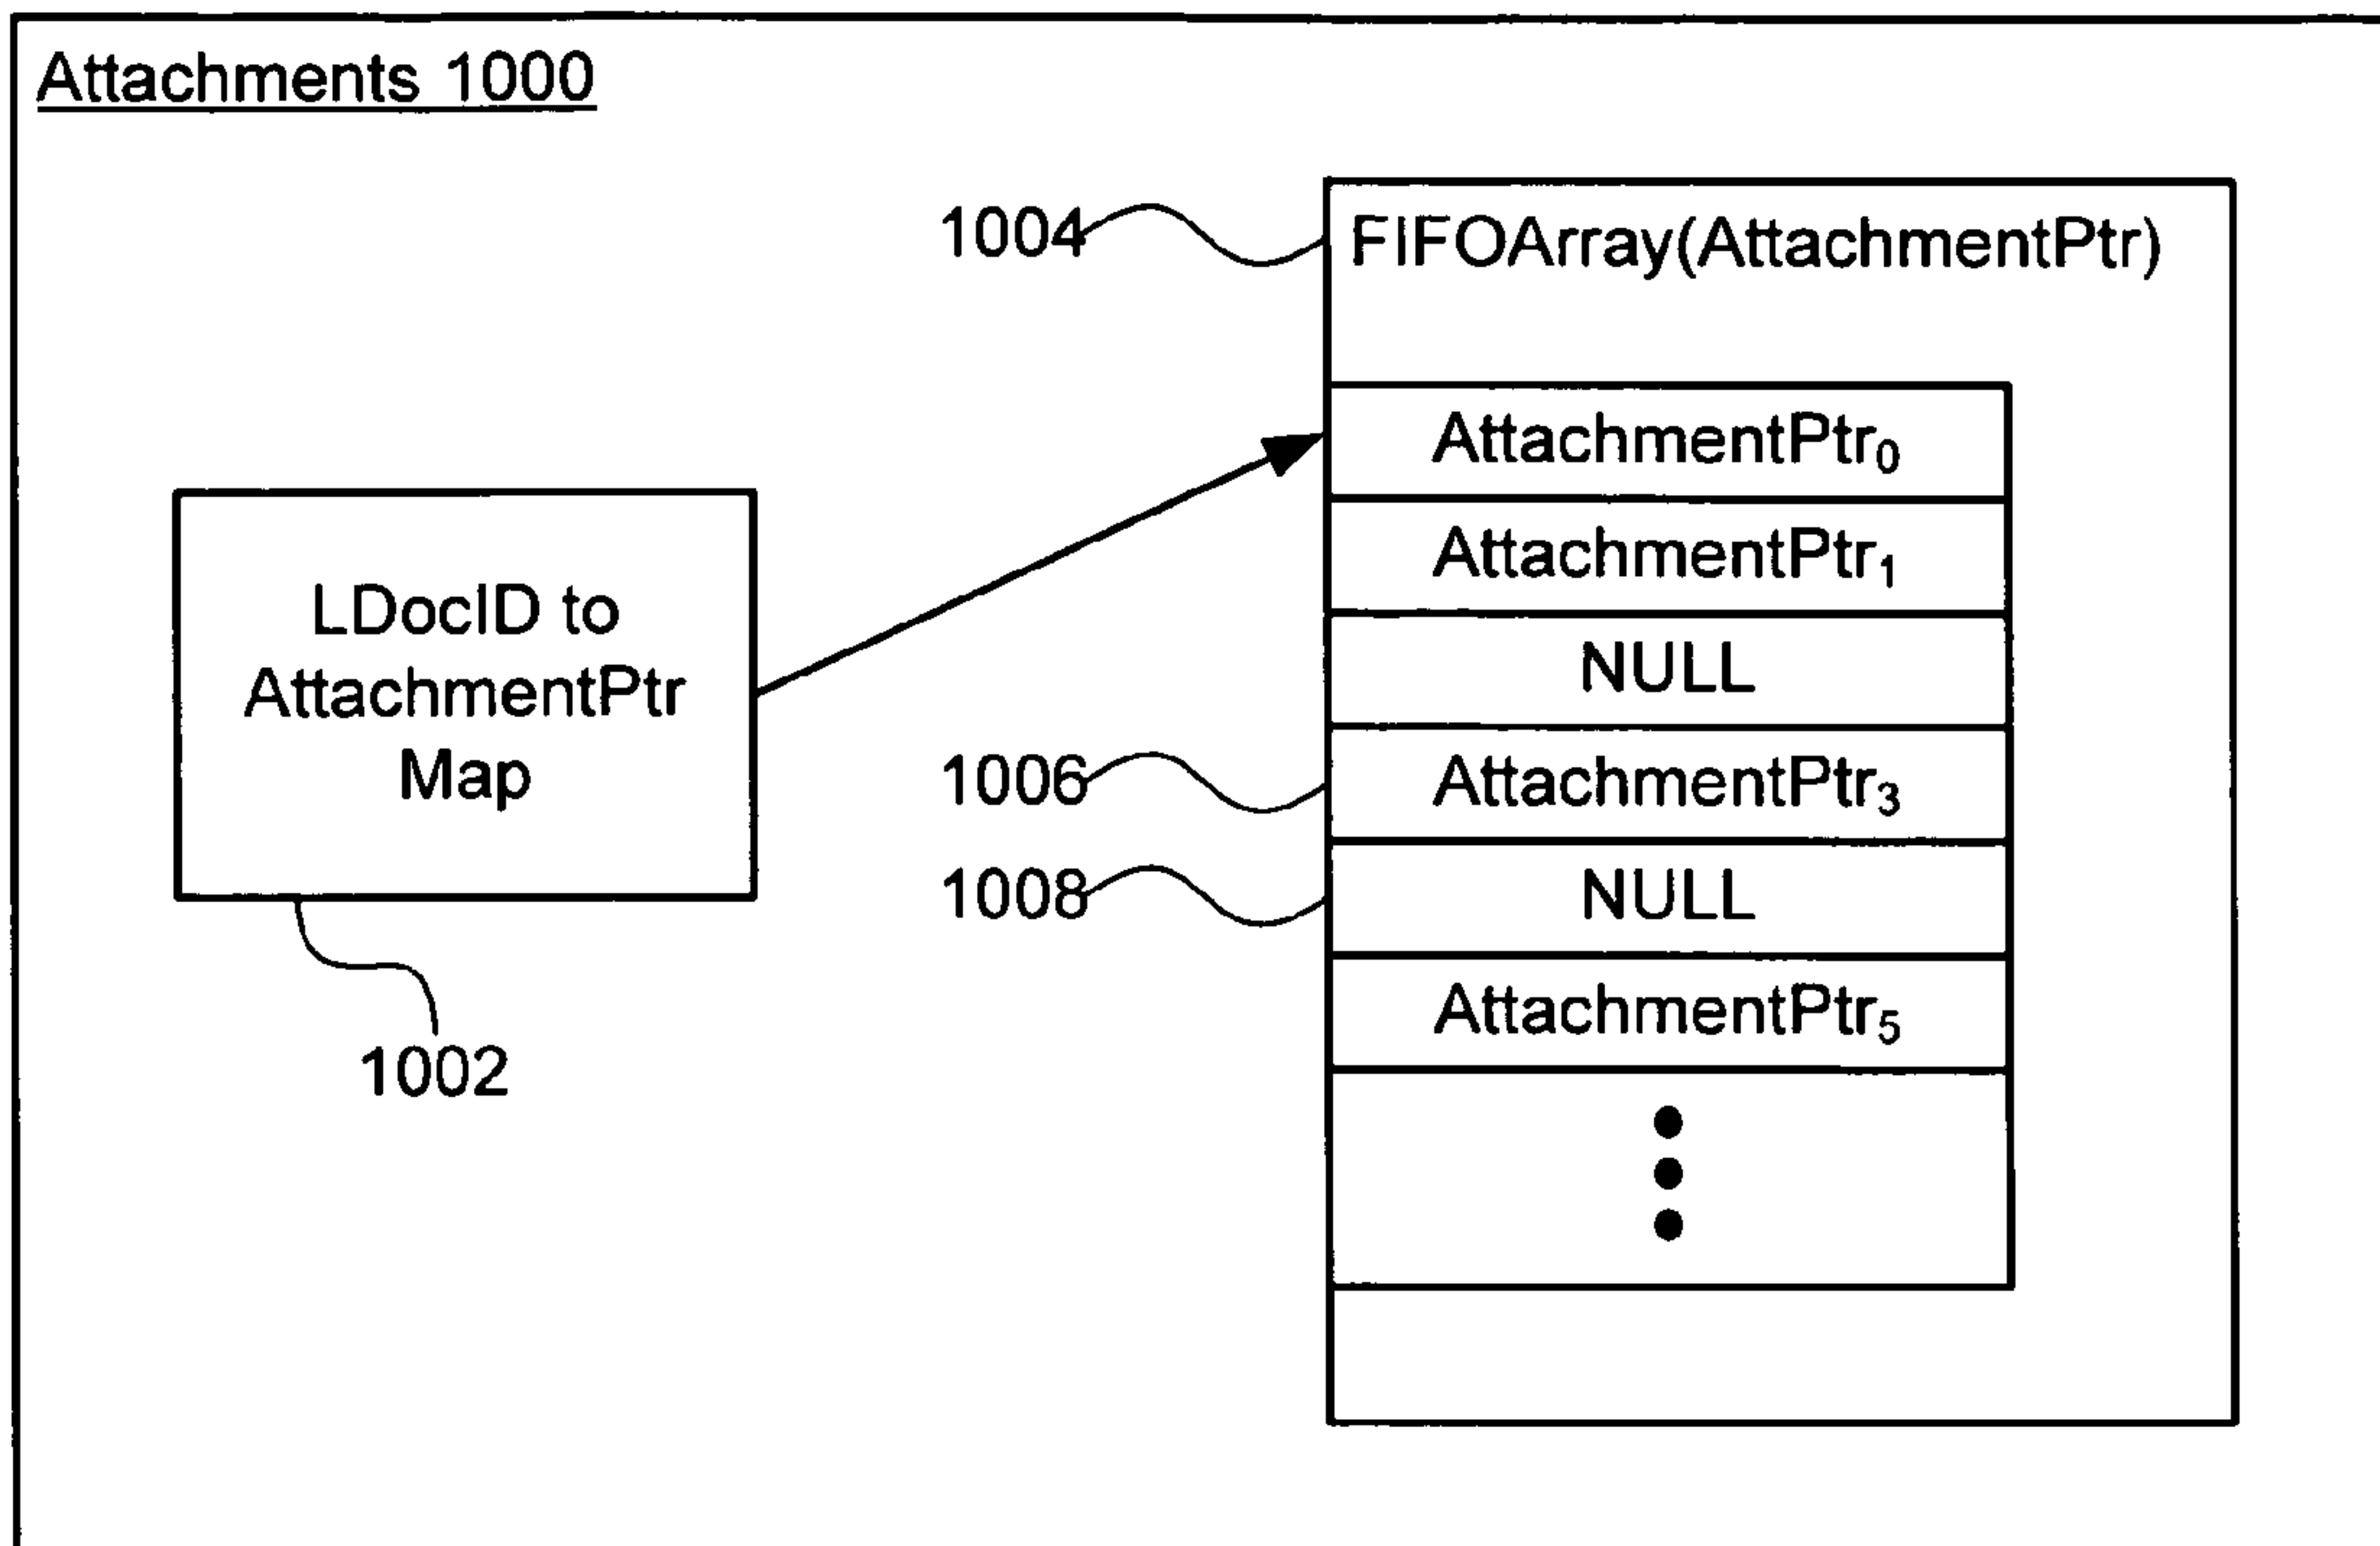 Attachments 1000
1004
FIFOArray(AttachmentPtr)
AttachmentPtr₀
AttachmentPtr₁
NULL
LDocID to
AttachmentPtr
Map
1006
AttachmentPtr₃
1008
NULL
AttachmentPtr₅
1002